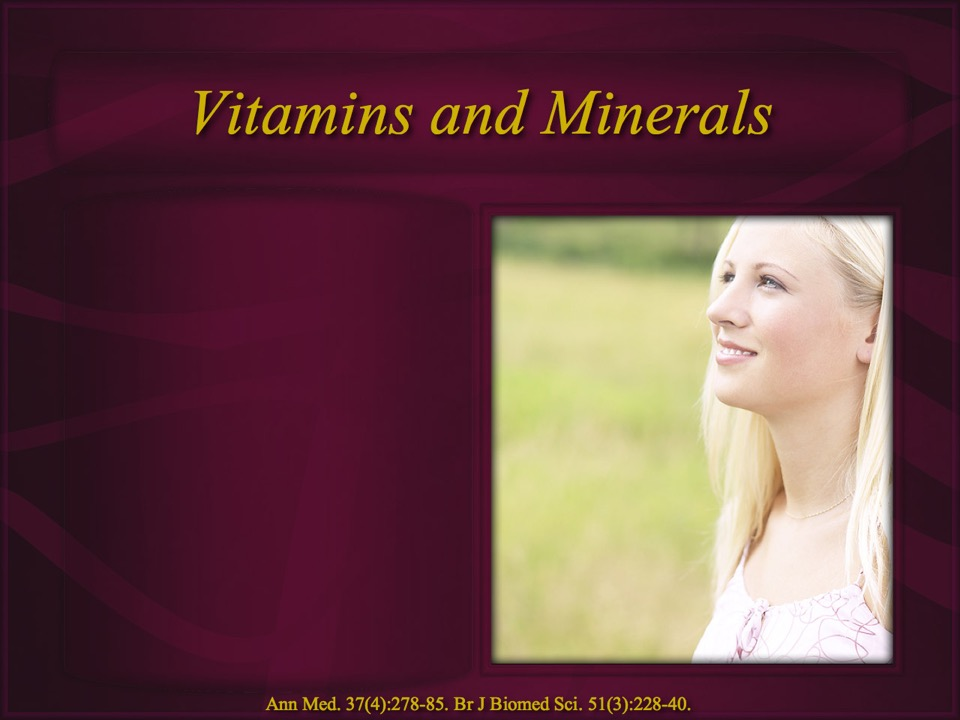 Vitamins and Minerals
Ann Med. 37(4):278-85. Br J Biomed Sci. 51(3):228-40.